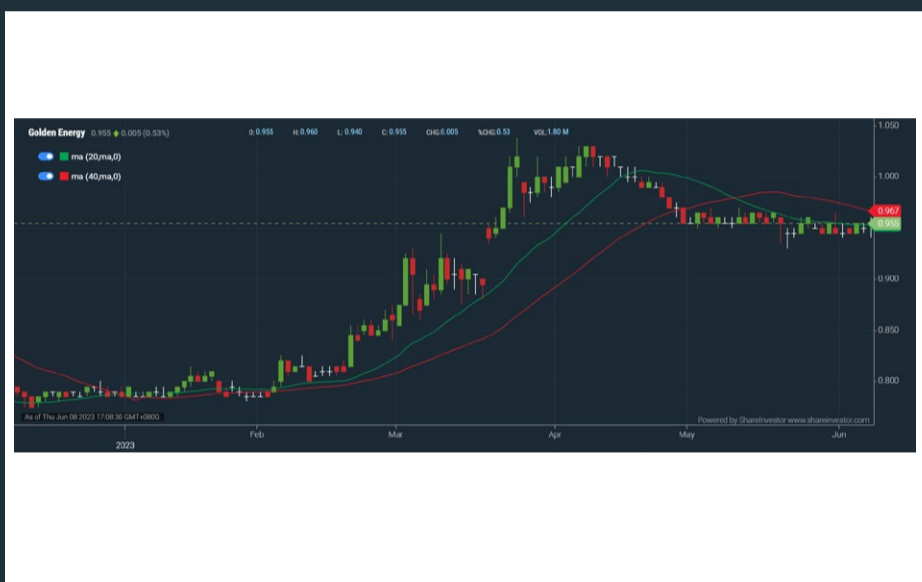 Golden Energy 0.955 0.005 (0.53%) O:0.955 H:0.960 L:0.940 C:0.955 CHG:0.005 %CHG:0.53 VOL:1.80 M
ma (20,ma,0)
ma (40,ma,0)
1.050
1.000
0.967
0.955
0.900
0.850
0.800
As of Thu Jun 08 2023 17:08:30 GMT+0800.
Powered by ShareInvestor www.shareinvestor.com
Feb Mar Apr May Jun
2023